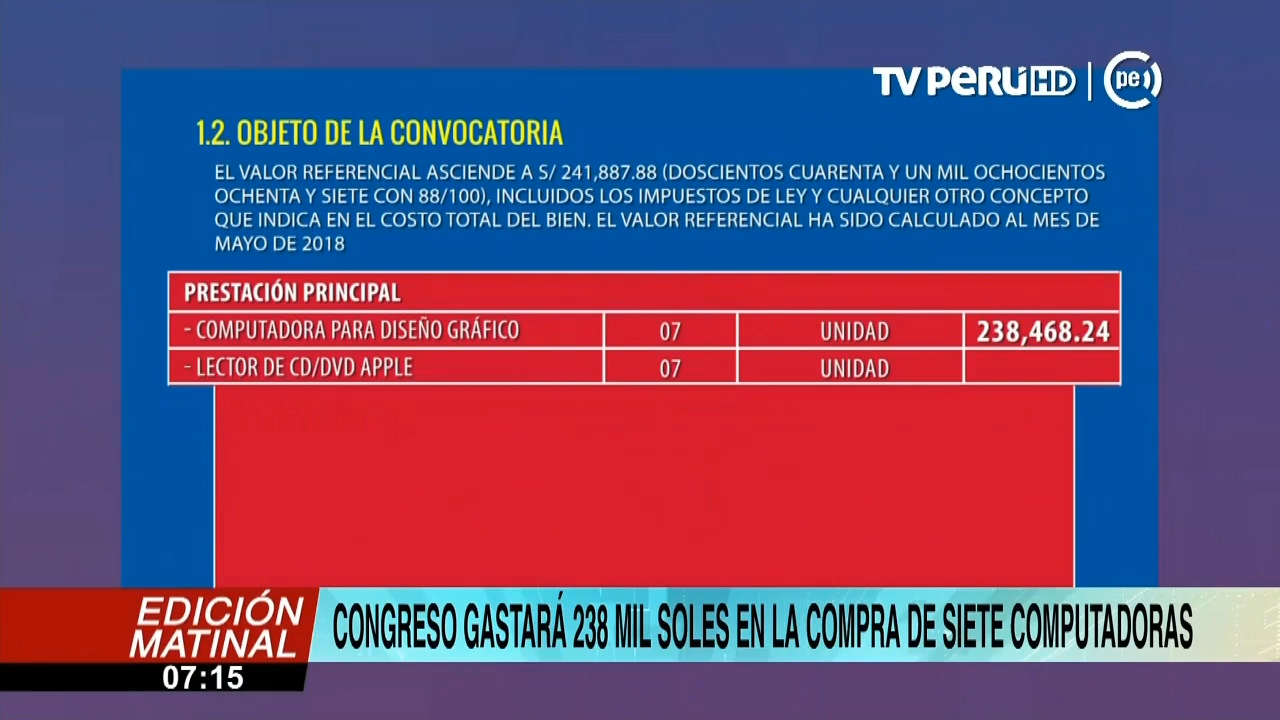 TV PERÚ HD | pe
1.2. OBJETO DE LA CONVOCATORIA
EL VALOR REFERENCIAL ASCIENDE A S/ 241,887.88 (DOSCIENTOS CUARENTA Y UN MIL OCHOCIENTOS
OCHENTA Y SIETE CON 88/100), INCLUIDOS LOS IMPUESTOS DE LEY Y CUALQUIER OTRO CONCEPTO
QUE INDICA EN EL COSTO TOTAL DEL BIEN. EL VALOR REFERENCIAL HA SIDO CALCULADO AL MES DE
MAYO DE 2018
PRESTACIÓN PRINCIPAL
- COMPUTADORA PARA DISEÑO GRÁFICO 07 UNIDAD 238,468.24
- LECTOR DE CD/DVD APPLE 07 UNIDAD
EDICIÓN
MATINAL
07:15
CONGRESO GASTARÁ 238 MIL SOLES EN LA COMPRA DE SIETE COMPUTADORAS